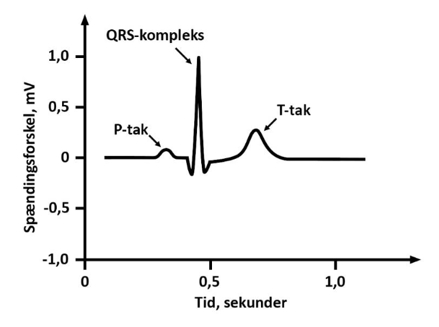 QRS-kompleks
1,0
0,5
T-tak
P-tak
0
-0,5
-1,0
Spændingsforskel, mV
0
0,5
1,0
Tid, sekunder